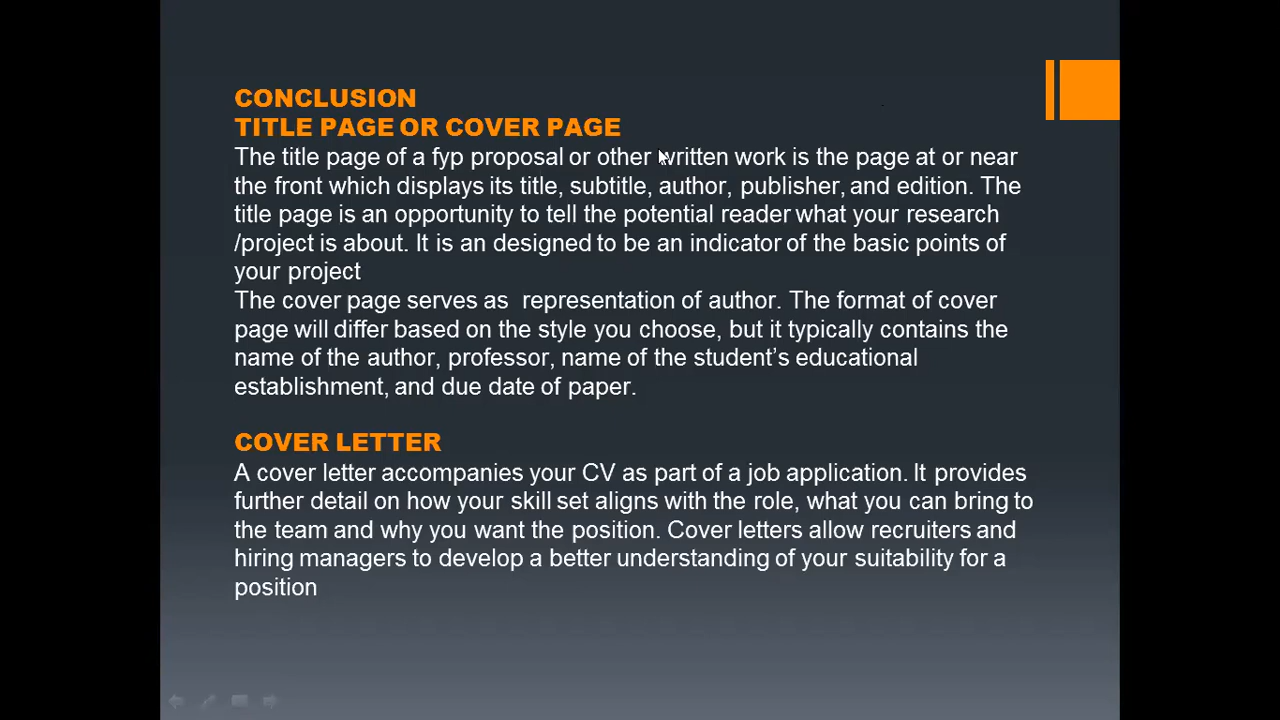 CONCLUSION
TITLE PAGE OR COVER PAGE
The title page of a fyp proposal or other written work is the page at or near
the front which displays its title, subtitle, author, publisher, and edition. The
title page is an opportunity to tell the potential reader what your research
/project is about. It is an designed to be an indicator of the basic points of
your project
The cover page serves as  representation of author. The format of cover
page will differ based on the style you choose, but it typically contains the
name of the author, professor, name of the student’s educational
establishment, and due date of paper.
COVER LETTER
A cover letter accompanies your CV as part of a job application. It provides
further detail on how your skill set aligns with the role, what you can bring to
the team and why you want the position. Cover letters allow recruiters and
hiring managers to develop a better understanding of your suitability for a
position